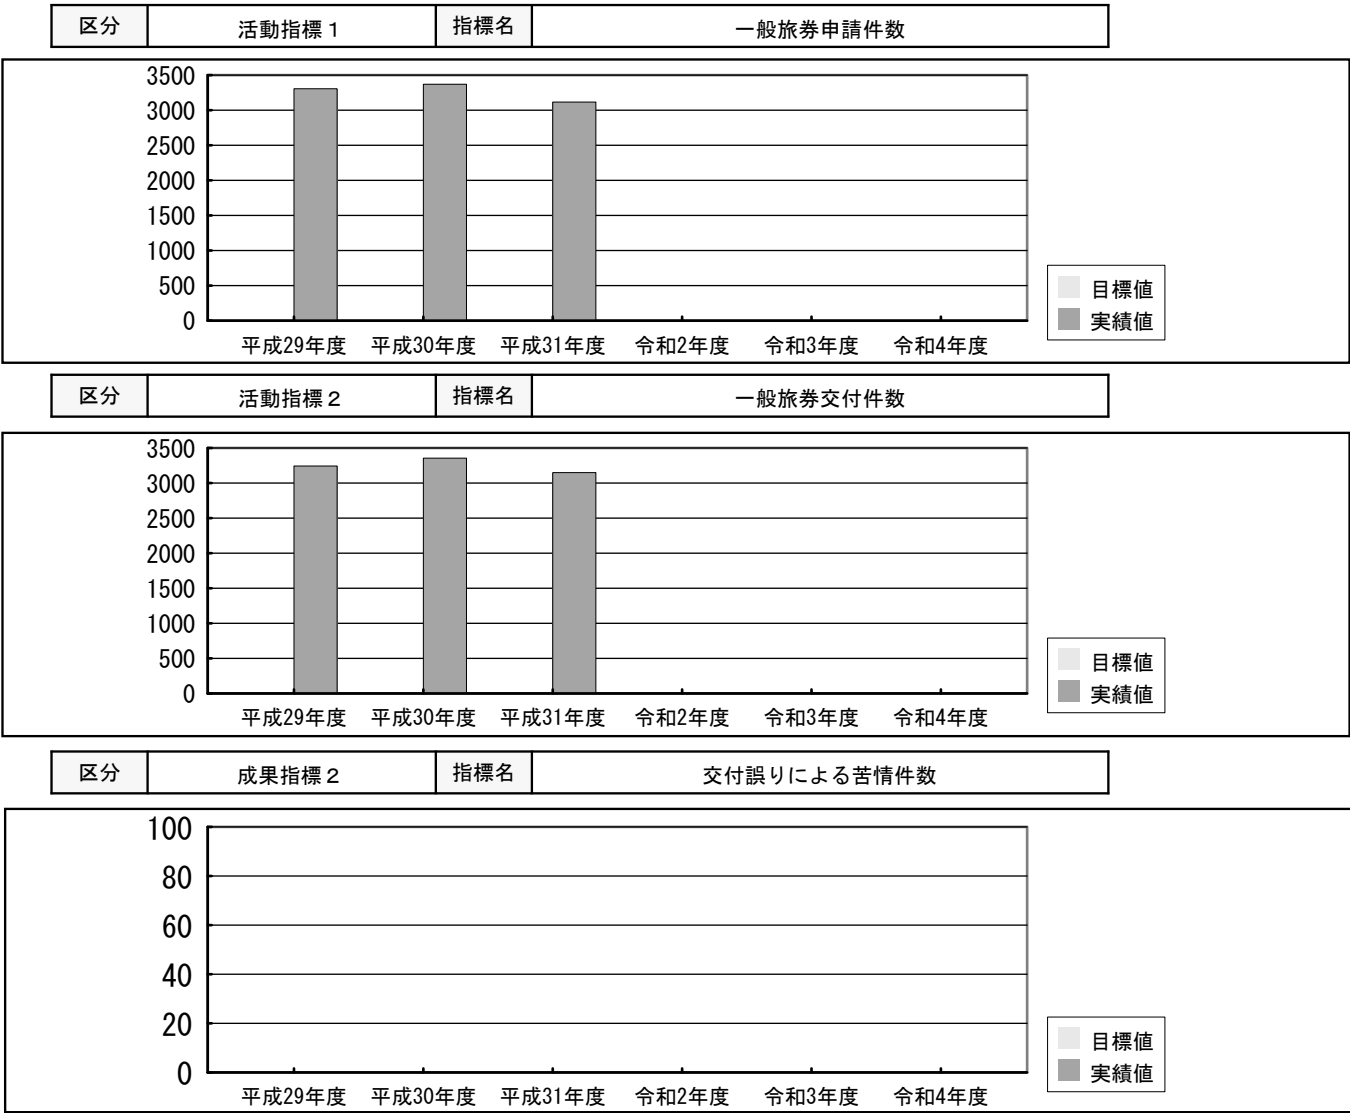 区分 活動指標１ 指標名 一般旅券申請件数
3500
3000
2500
2000
1500
1000
500
0
平成29年度 平成30年度 平成31年度 令和2年度 令和3年度 令和4年度
目標値
実績値
区分 活動指標２ 指標名 一般旅券交付件数
3500
3000
2500
2000
1500
1000
500
0
平成29年度 平成30年度 平成31年度 令和2年度 令和3年度 令和4年度
目標値
実績値
区分 成果指標２ 指標名 交付誤りによる苦情件数
100
80
60
40
20
0
平成29年度 平成30年度 平成31年度 令和2年度 令和3年度 令和4年度
目標値
実績値